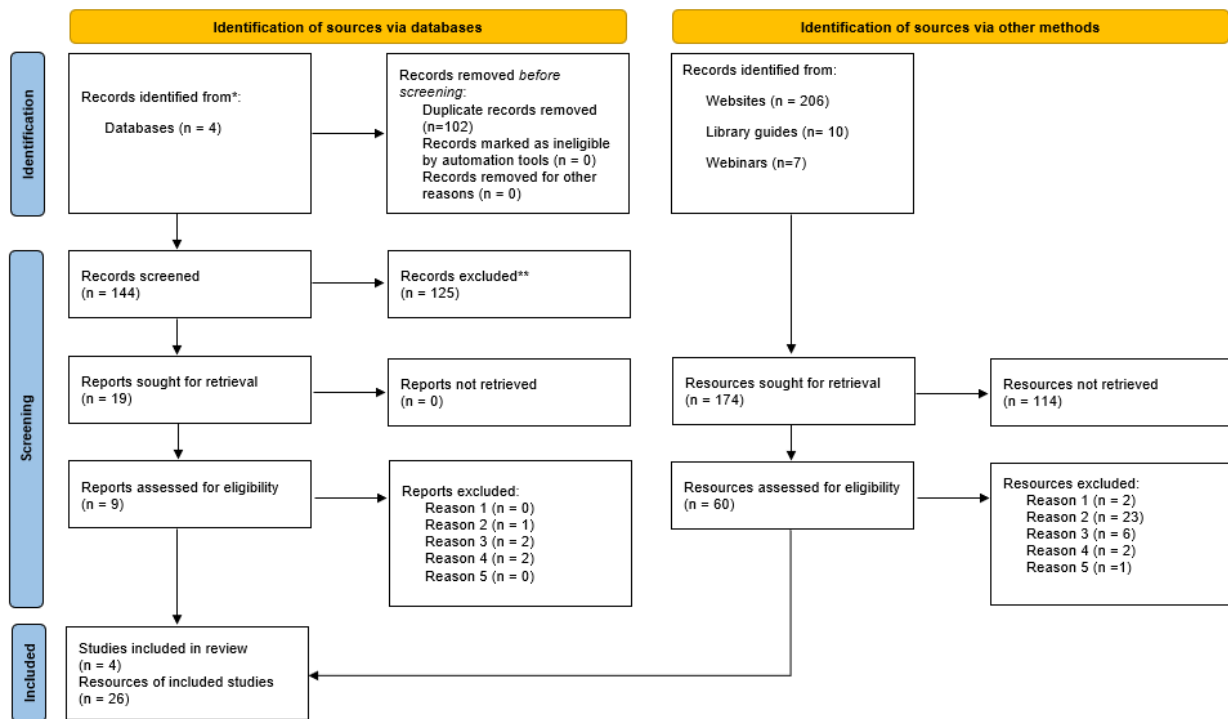 Identification of sources via databases
Identification of sources via other methods
Identification
Records identified from*:
Databases (n = 4)
Records removed before
screening:
Duplicate records removed
(n=102)
Records marked as ineligible
by automation tools (n = 0)
Records removed for other
reasons (n = 0)
Records identified from:
Websites (n = 206)
Library guides (n= 10)
Webinars (n=7)
Screening
Records screened
(n = 144)
Records excluded**
(n = 125)
Reports sought for retrieval
(n = 19)
Reports not retrieved
(n = 0)
Resources sought for retrieval
(n = 174)
Resources not retrieved
(n = 114)
Reports assessed for eligibility
(n = 9)
Reports excluded:
Reason 1 (n = 0)
Reason 2 (n = 1)
Reason 3 (n = 2)
Reason 4 (n = 2)
Reason 5 (n = 0)
Resources assessed for eligibility
(n = 60)
Resources excluded:
Reason 1 (n = 2)
Reason 2 (n = 23)
Reason 3 (n = 6)
Reason 4 (n = 2)
Reason 5 (n =1)
Included
Studies included in review
(n = 4)
Resources of included studies
(n = 26)